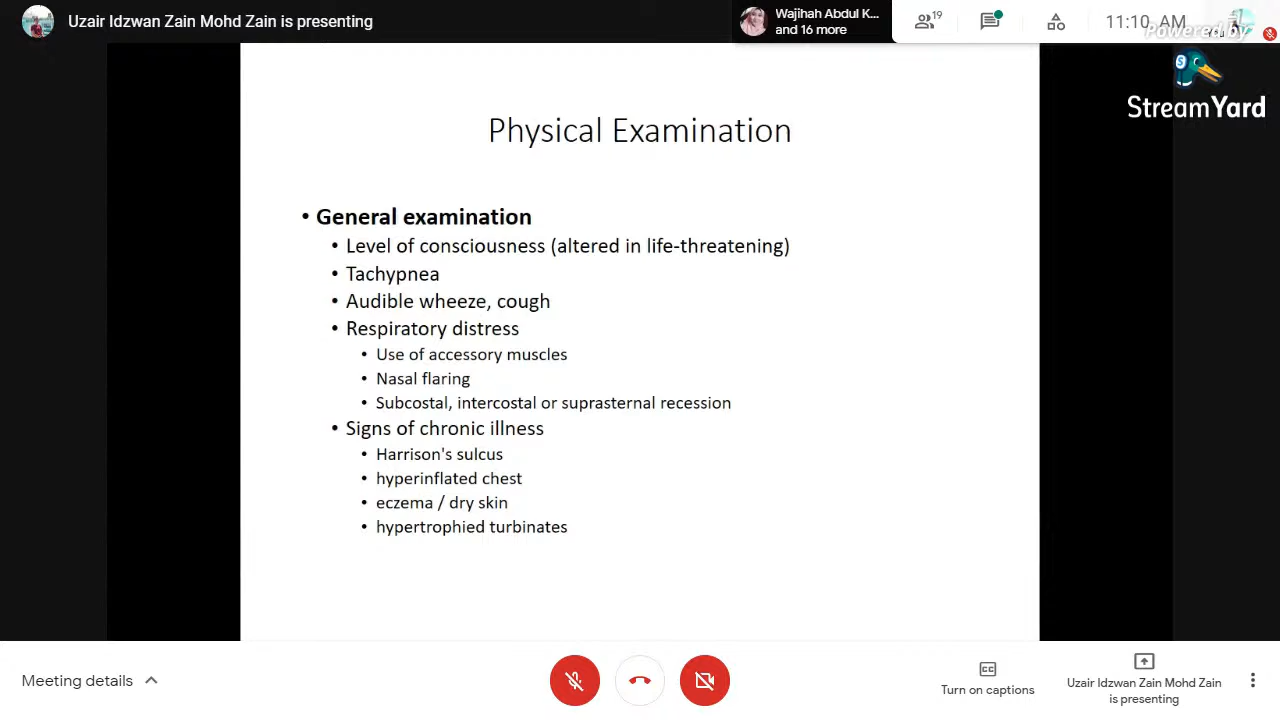 Uzair Idzwan Zain Mohd Zain is presenting
Wajihah Abdul K...
and 16 more
19
11:10 AM
Powered by
You
StreamYard
Physical Examination
• General examination
• Level of consciousness (altered in life-threatening)
• Tachypnea
• Audible wheeze, cough
• Respiratory distress
• Use of accessory muscles
• Nasal flaring
• Subcostal, intercostal or suprasternal recession
• Signs of chronic illness
• Harrison's sulcus
• hyperinflated chest
• eczema / dry skin
• hypertrophied turbinates
Meeting details
CC
Turn on captions
Uzair Idzwan Zain Mohd Zain
is presenting